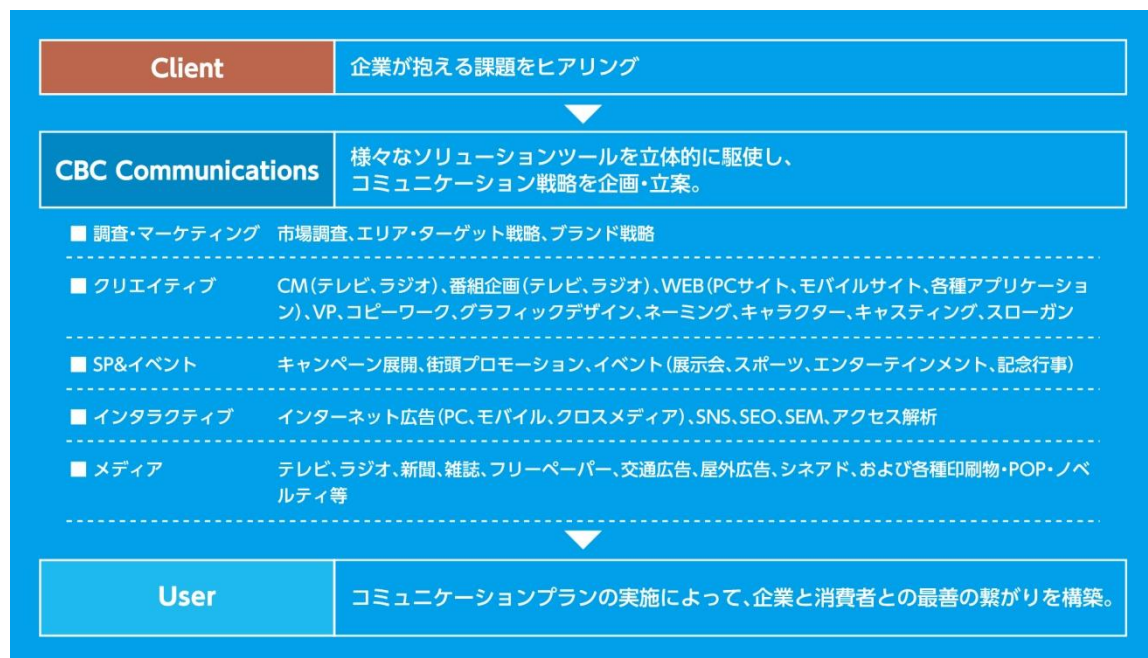 Client
企業が抱える課題をヒアリング
CBC Communications
様々なソリューションツールを立体的に駆使し、
コミュニケーション戦略を企画・立案。
■ 調査・マーケティング 市場調査、エリア・ターゲット戦略、ブランド戦略
■ クリエイティブ CM(テレビ、ラジオ)、番組企画(テレビ、ラジオ)、WEB(PCサイト、モバイルサイト、各種アプリケーショ
ン)、VP、コピーワーク、グラフィックデザイン、ネーミング、キャラクター、キャスティング、スローガン
■ SP&イベント キャンペーン展開、街頭プロモーション、イベント(展示会、スポーツ、エンターテインメント、記念行事)
■ インタラクティブ インターネット広告(PC、モバイル、クロスメディア)、SNS、SEO、SEM、アクセス解析
■ メディア テレビ、ラジオ、新聞、雑誌、フリーペーパー、交通広告、屋外広告、シネアド、および各種印刷物・POP・ノベ
ルティ等
User
コミュニケーションプランの実施によって、企業と消費者との最善の繋がりを構築。